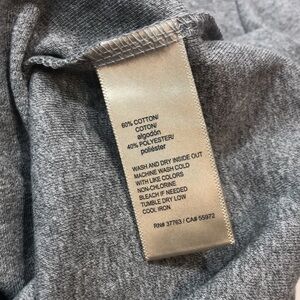 60% COTTON/
COTON/
algodón
40% POLYESTER/
poliéster
WASH AND DRY INSIDE OUT
MACHINE WASH COLD
WITH LIKE COLORS
NON-CHLORINE
BLEACH IF NEEDED
TUMBLE DRY LOW
COOL IRON
RN# 37763 / CA# 55972